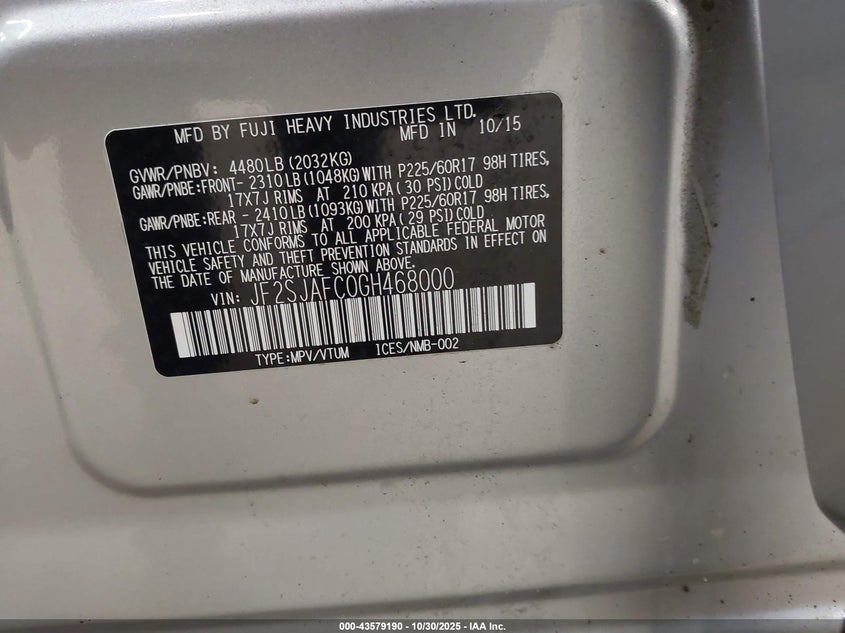 MFD BY FUJI HEAVY INDUSTRIES LTD.
MFD IN 10/15
GVWR/PNBV: 4480LB(2032KG)
GAWR/PNBE:FRONT- 2310LB(1048KG)WITH P225/60R17 98H TIRES,
17X7J RIMS AT 210 KPA( 30 PSI)COLD
GAWR/PNBE:REAR - 2410LB(1093KG)WITH P225/60R17 98H TIRES,
17X7J RIMS AT 200 KPA( 29 PSI)COLD
THIS VEHICLE CONFORMS TO ALL APPLICABLE FEDERAL MOTOR
VEHICLE SAFETY AND THEFT PREVENTION STANDARDS IN EFFECT ON
THE DATE OF MANUFACTURE SHOWN ABOVE.
VIN: JF2SJAFC0GH468000
TYPE:MPV/VTUM ICES/NMB-002
000-43579190 - 10/30/2025 - IAA Inc.